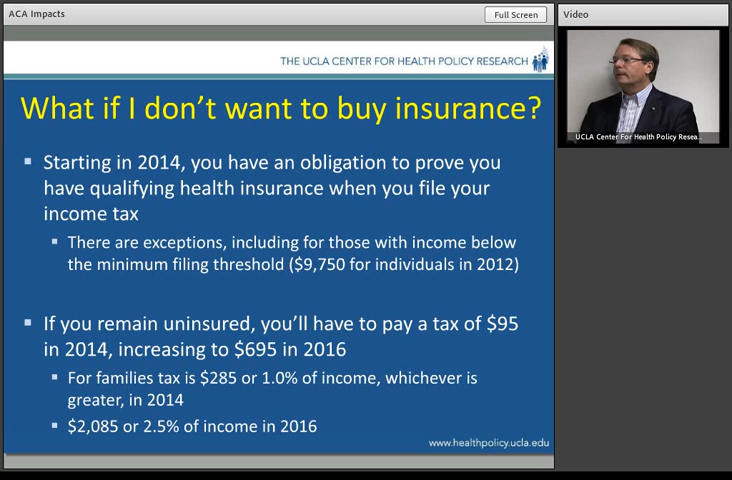 ACA Impacts
Full Screen
Video
THE UCLA CENTER FOR HEALTH POLICY RESEARCH
What if I don't want to buy insurance?
Starting in 2014, you have an obligation to prove you
have qualifying health insurance when you file your
income tax
There are exceptions, including for those with income below
the minimum filing threshold ($9,750 for individuals in 2012)
If you remain uninsured, you'll have to pay a tax of $95
in 2014, increasing to $695 in 2016
For families tax is $285 or 1.0% of income, whichever is
greater, in 2014
$2,085 or 2.5% of income in 2016
www.healthpolicy.ucla.edu
UCLA Center For Health Policy Resea...